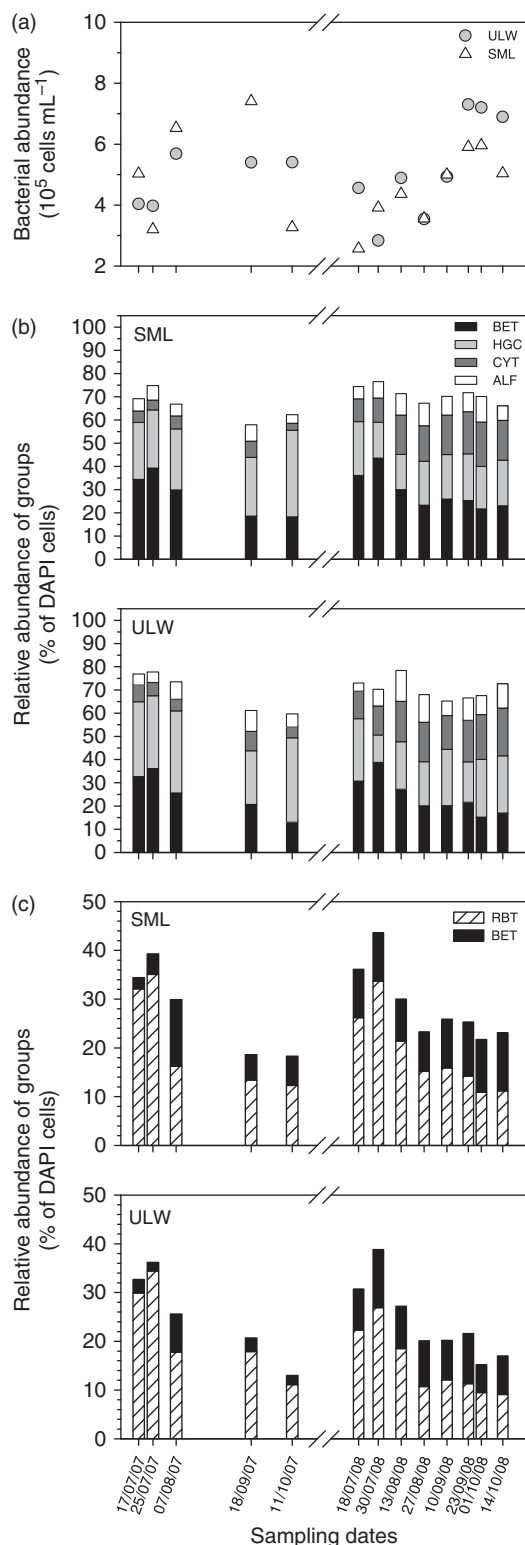 (a)
10
8
6
4
2
Bacterial abundance
(10⁵ cells mL⁻¹)
ULW
SML
(b)
SML
BET
HGC
CYT
ALF
100
90
80
70
60
50
40
30
20
10
0
ULW
100
90
80
70
60
50
40
30
20
10
0
Relative abundance of groups
(% of DAPI cells)
(c)
SML
RBT
BET
50
40
30
20
10
0
ULW
50
40
30
20
10
0
Relative abundance of groups
(% of DAPI cells)
17/07/07
25/07/07
07/08/07
18/09/07
11/10/07
18/07/08
30/07/08
13/08/08
27/08/08
10/09/08
23/09/08
01/10/08
14/10/08
Sampling dates